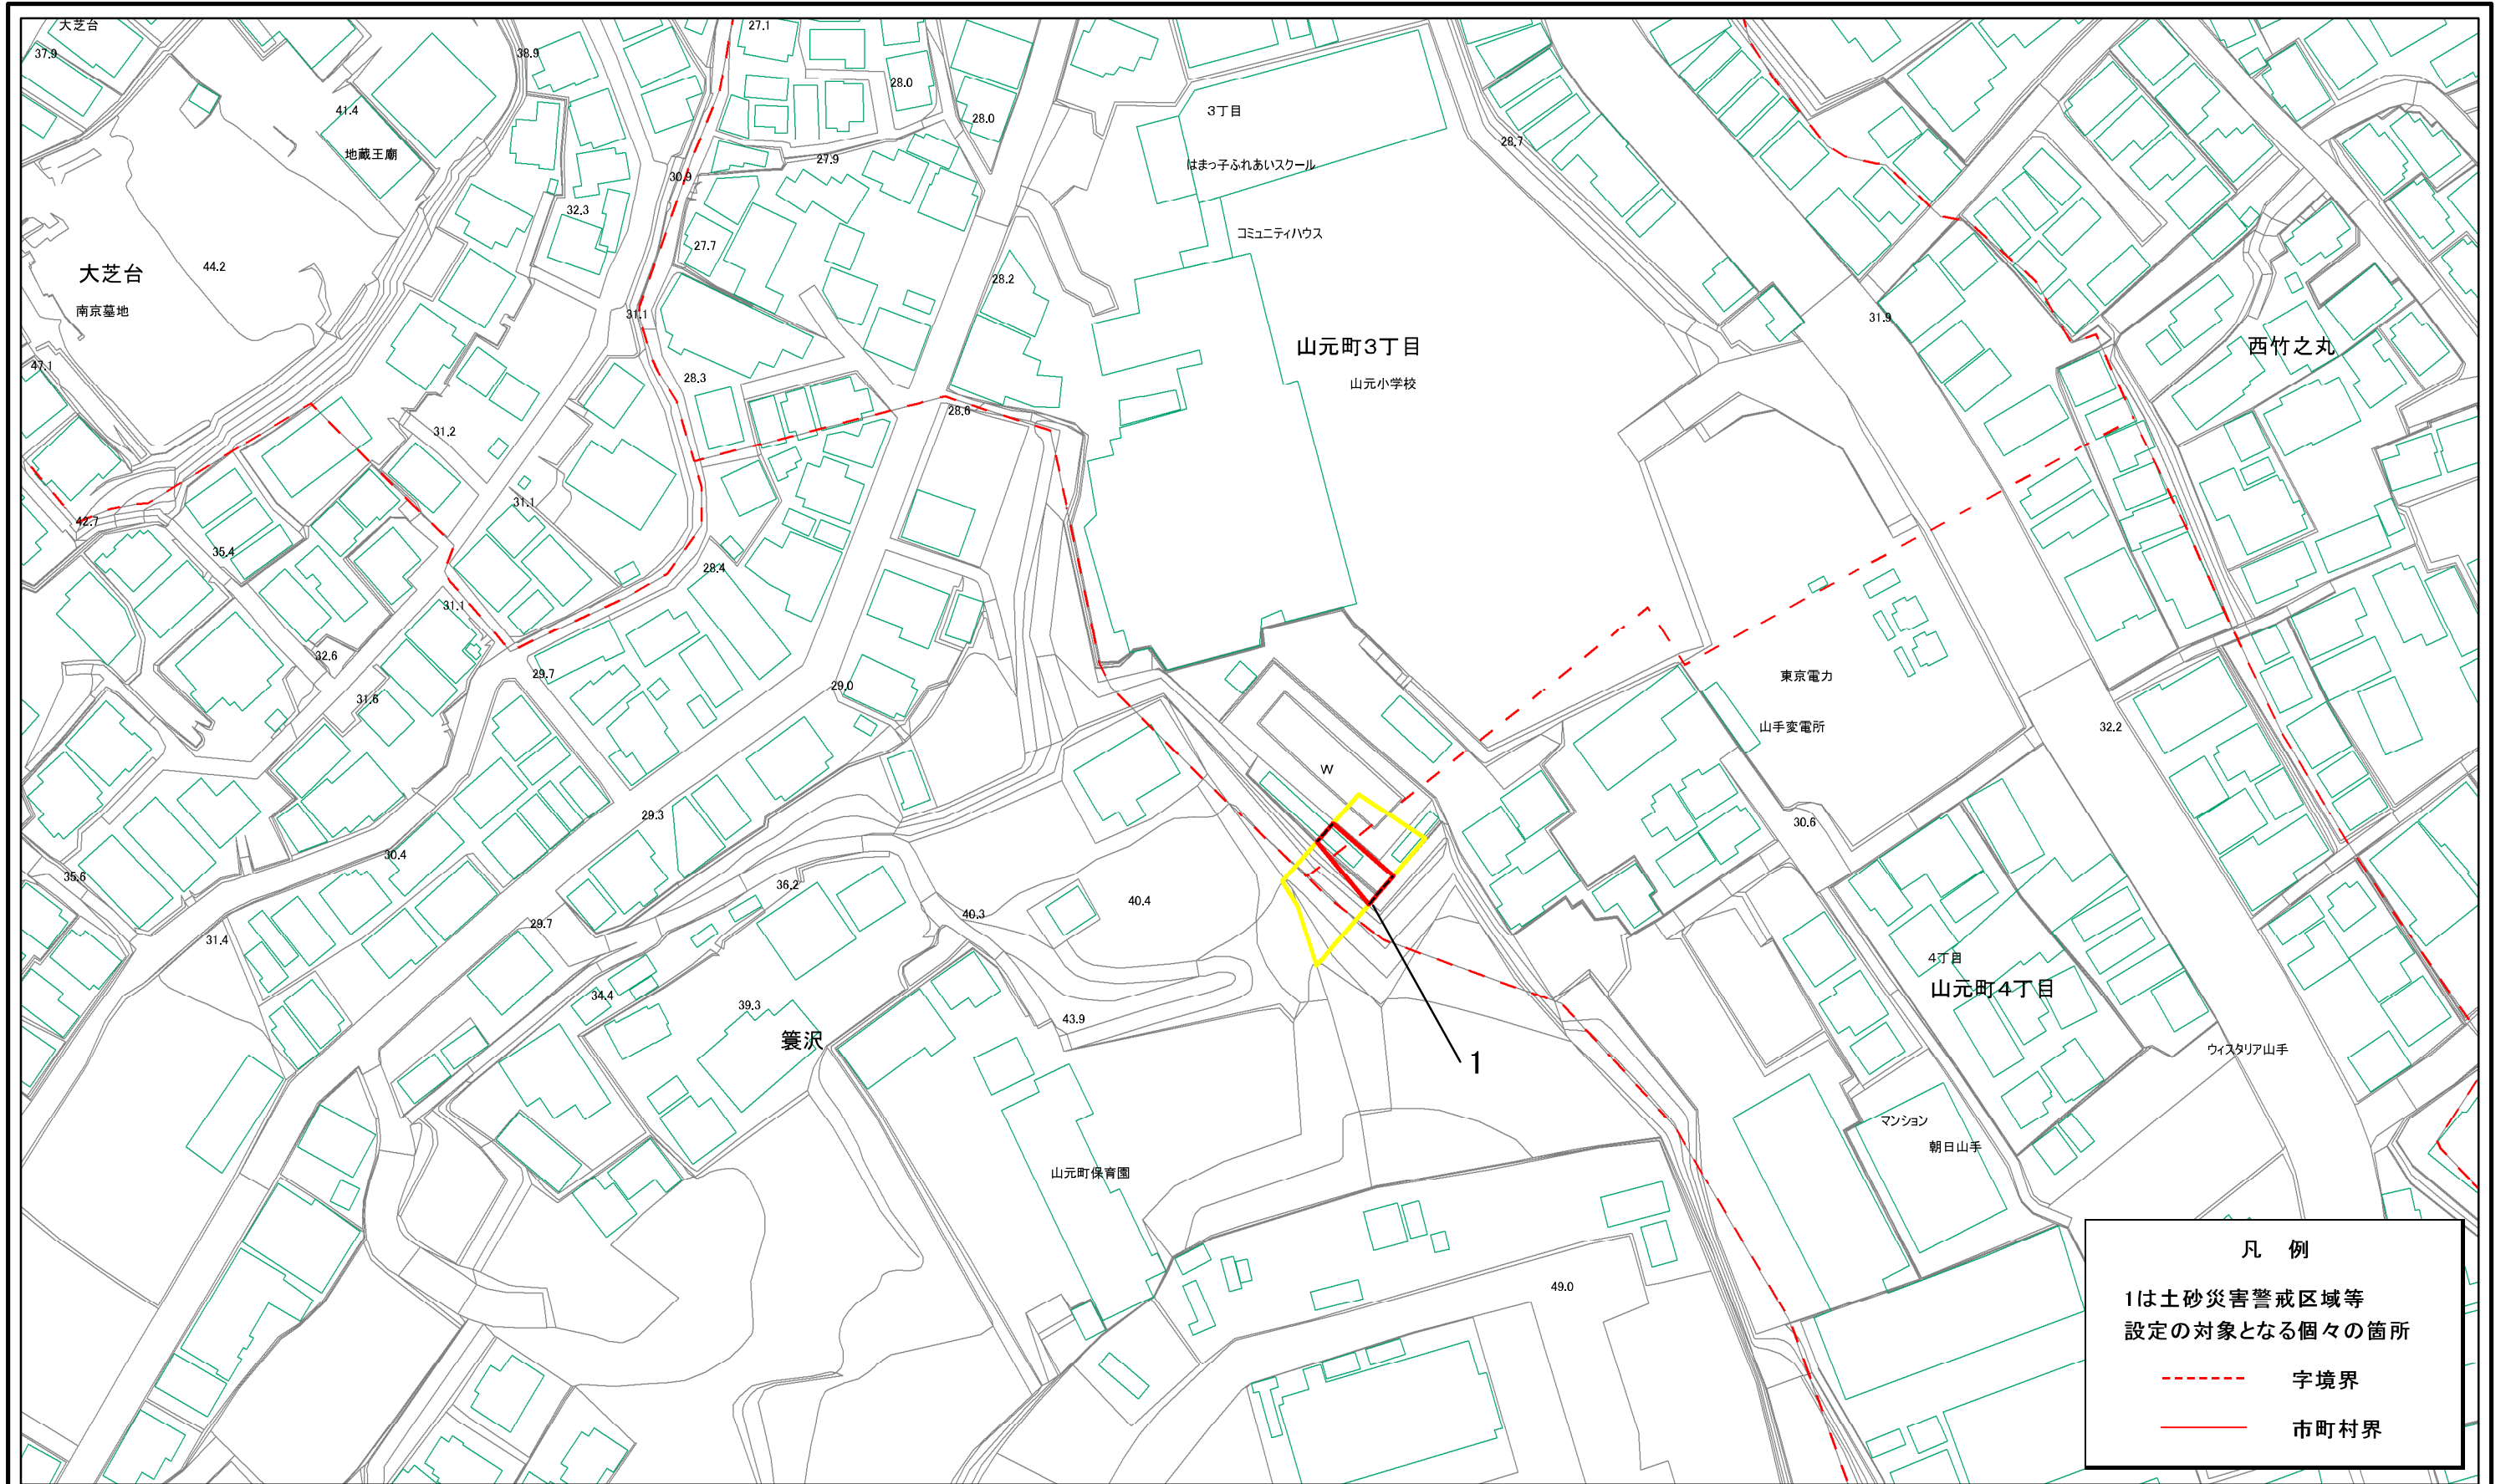 大芝台
37.9
38.9
27.1
28.0
28.0
41.4
地蔵王廟
27.9
30.9
3丁目
はまっ子ふれあいスクール
28.7
32.3
27.7
コミュニティハウス
44.2
大芝台
南京墓地
28.2
31.1
31.9
山元町3丁目
山元小学校
西竹之丸
47.1
28.3
28.6
31.2
31.1
42.7
35.4
28.4
31.1
32.6
29.7
29.0
31.6
東京電力
山手変電所
32.2
W
29.3
30.6
30.4
35.6
36.2
40.3
40.4
29.7
31.4
4丁目
山元町4丁目
34.4
39.3
43.9
簑沢
1
ウィスタリア山手
マンション
朝日山手
山元町保育園
49.0
凡 例
1は土砂災害警戒区域等
設定の対象となる個々の箇所
字境界
市町村界